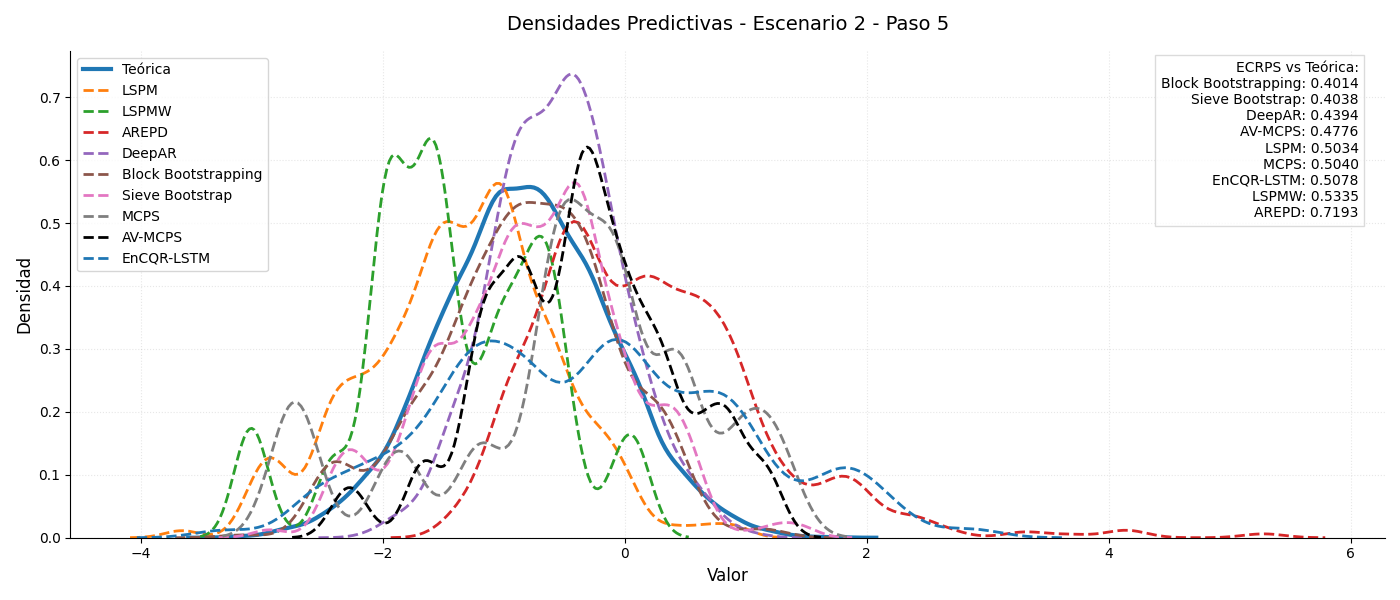 Densidades Predictivas - Escenario 2 - Paso 5
Teórica
LSPM
LSPMW
AREPD
DeepAR
Block Bootstrapping
Sieve Bootstrap
MCPS
AV-MCPS
EnCQR-LSTM
ECRPS vs Teórica:
Block Bootstrapping: 0.4014
Sieve Bootstrap: 0.4038
DeepAR: 0.4394
AV-MCPS: 0.4776
LSPM: 0.5034
MCPS: 0.5040
EnCQR-LSTM: 0.5078
LSPMW: 0.5335
AREPD: 0.7193
Densidad
0.7
0.6
0.5
0.4
0.3
0.2
0.1
0.0
−4
−2
0
2
4
6
Valor